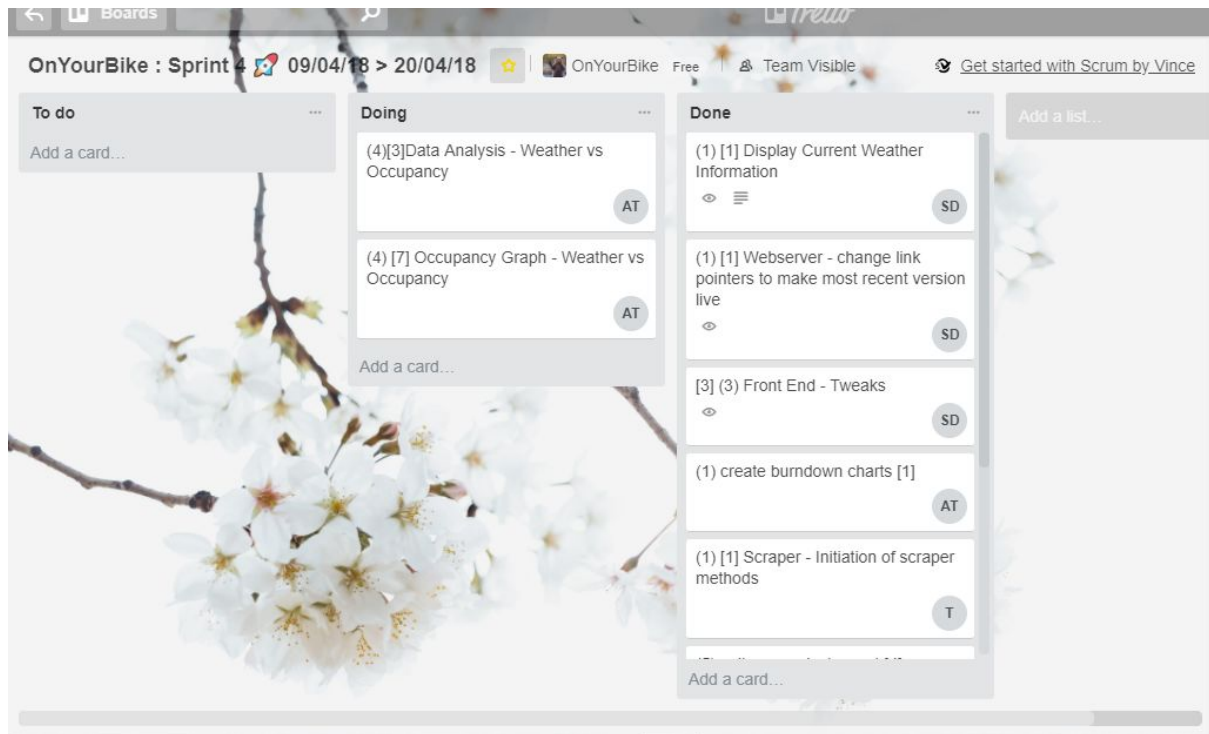 Boards
Trello
OnYourBike : Sprint 4 🚀 09/04/18 > 20/04/18
OnYourBike
Free
Team Visible
Get started with Scrum by Vince
To do
Add a card...
Doing
(4)[3]Data Analysis - Weather vs
Occupancy
AT
(4) [7] Occupancy Graph - Weather vs
Occupancy
AT
Add a card...
Done
(1) [1] Display Current Weather
Information
SD
(1) [1] Webserver - change link
pointers to make most recent version
live
SD
[3] (3) Front End - Tweaks
SD
(1) create burndown charts [1]
AT
(1) [1] Scraper - Initiation of scraper
methods
T
Add a card...
Add a list...